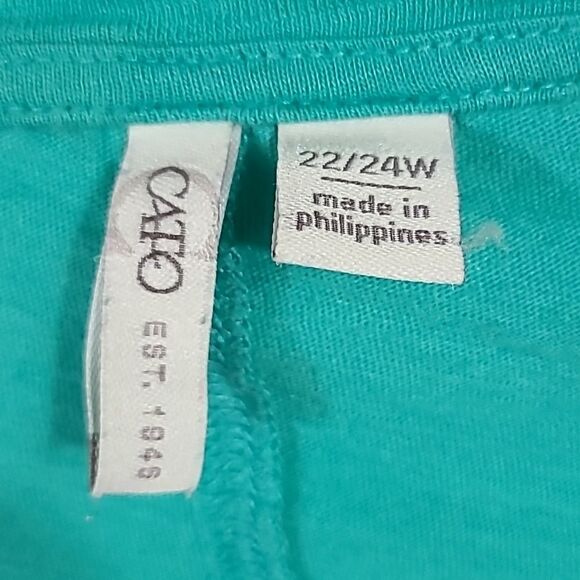 CATO
EST. 1946
22/24W
made in
philippines